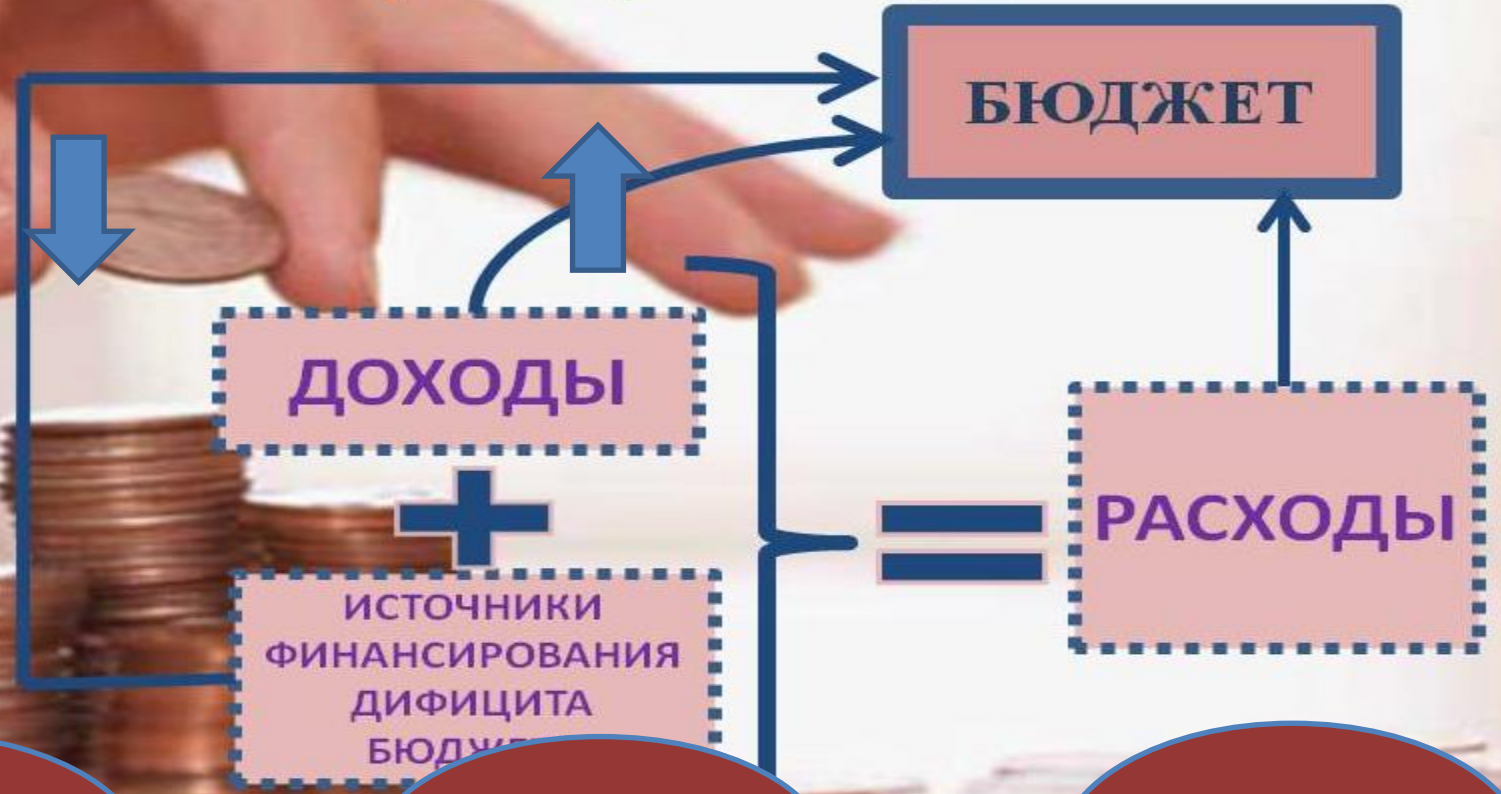 БЮДЖЕТ
ДОХОДЫ
РАСХОДЫ
ИСТОЧНИКИ
ФИНАНСИРОВАНИЯ
ДИФИЦИТА